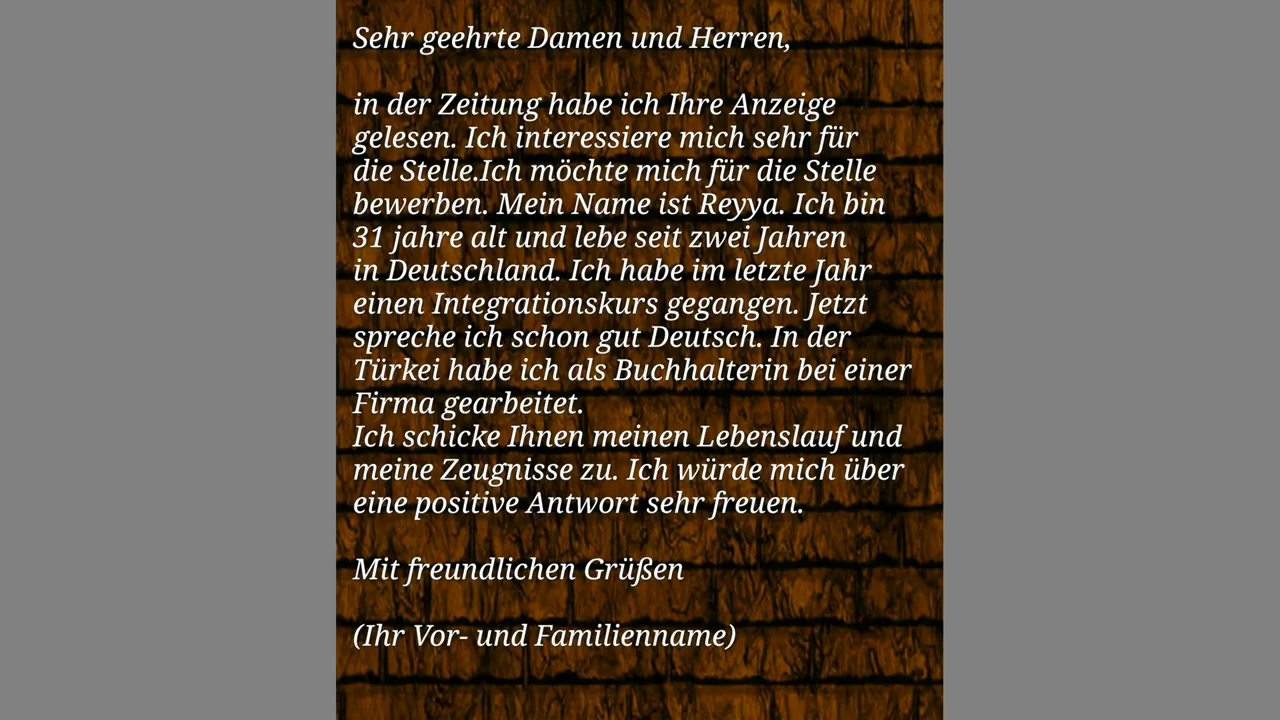 Sehr geehrte Damen und Herren,
in der Zeitung habe ich Ihre Anzeige
gelesen. Ich interessiere mich sehr für
die Stelle.Ich möchte mich für die Stelle
bewerben. Mein Name ist Reyya. Ich bin
31 jahre alt und lebe seit zwei Jahren
in Deutschland. Ich habe im letzte Jahr
einen Integrationskurs gegangen. Jetzt
spreche ich schon gut Deutsch. In der
Türkei habe ich als Buchhalterin bei einer
Firma gearbeitet.
Ich schicke Ihnen meinen Lebenslauf und
meine Zeugnisse zu. Ich würde mich über
eine positive Antwort sehr freuen.
Mit freundlichen Grüßen
(Ihr Vor- und Familienname)